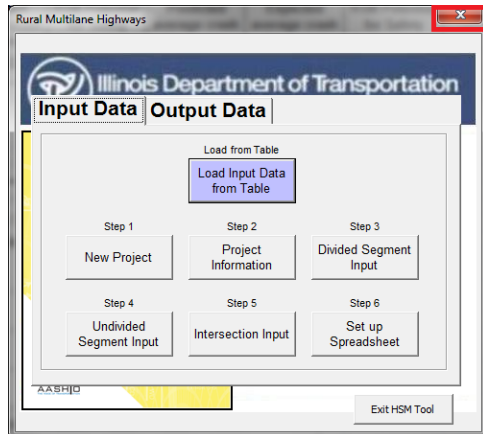 Rural Multilane Highways
Illinois Department of Transportation
Input Data Output Data
Load from Table
Load Input Data
from Table
Step 1 Step 2 Step 3
New Project
Project
Information
Divided Segment
Input
Step 4 Step 5 Step 6
Undivided
Segment Input
Intersection Input
Set up
Spreadsheet
AASHTO
Exit HSM Tool